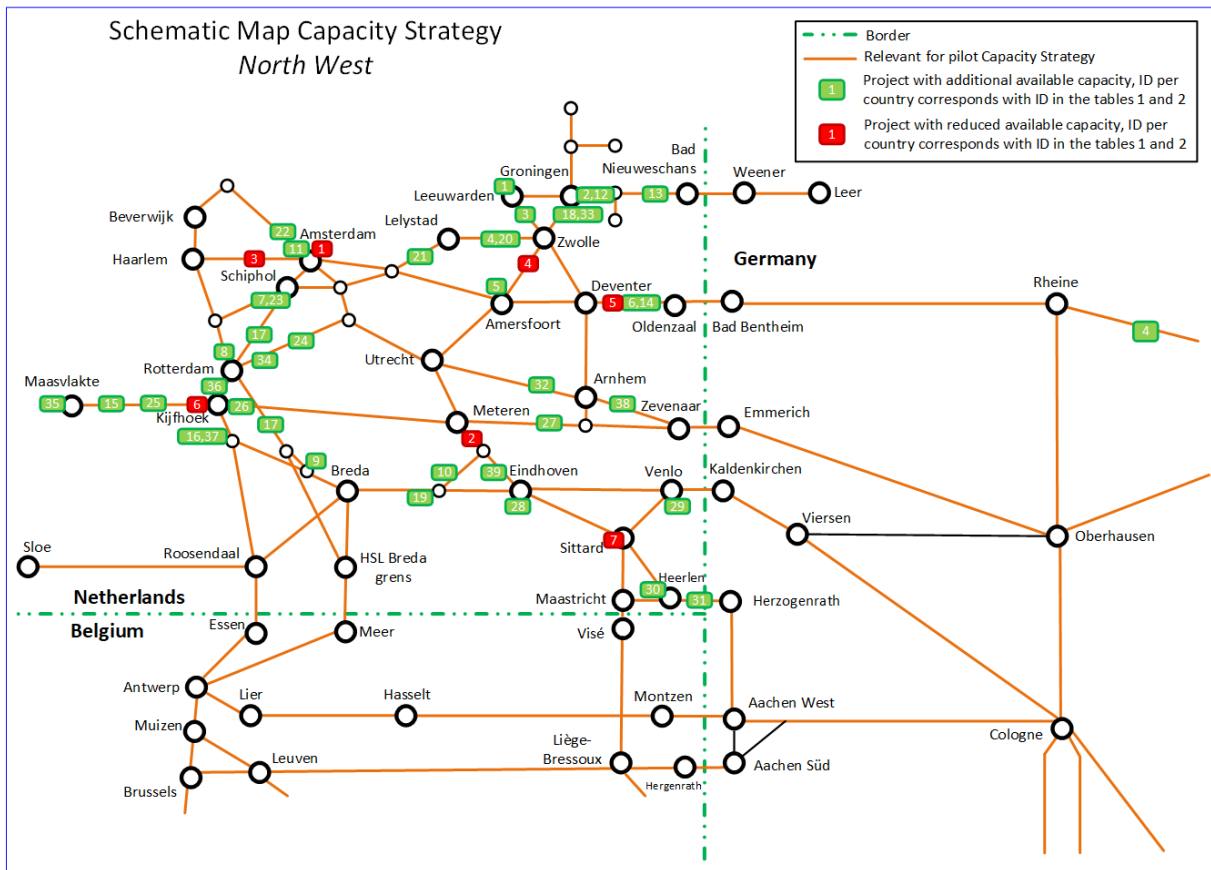 Schematic Map Capacity Strategy
North West
Border
Relevant for pilot Capacity Strategy
1
Project with additional available capacity, ID per
country corresponds with ID in the tables 1 and 2
1
Project with reduced available capacity, ID per
country corresponds with ID in the tables 1 and 2
Bad
Groningen
Nieuweschans
Weener
1
Leeuwarden
2,12
13
Leer
Beverwijk
3
18,33
Lelystad
22
Amsterdam
11
1
4,20
Zwolle
21
Haarlem
3
4
Germany
Schiphol
5
Deventer
Rheine
7,23
5
6,14
Amersfoort
Oldenzaal
Bad Bentheim
4
17
24
8
34
Utrecht
Rotterdam
Maasvlakte
36
32
Arnhem
35
15
25
6
26
38
Kijfhoek
Meteren
Zevenaar
Emmerich
17
27
16,37
2
9
10
39
Breda
Eindhoven
Venlo
Kaldenkirchen
19
28
29
Viersen
Oberhausen
Sloe
Roosendaal
HSL Breda
grens
7
Sittard
30
Heerlen
Netherlands
Maastricht
31
Herzogenrath
Belgium
Essen
Meer
Visé
Antwerp
Lier
Hasselt
Montzen
Aachen West
Muizen
Cologne
Leuven
Liège-
Bressoux
Aachen Süd
Brussels
Hergenrath